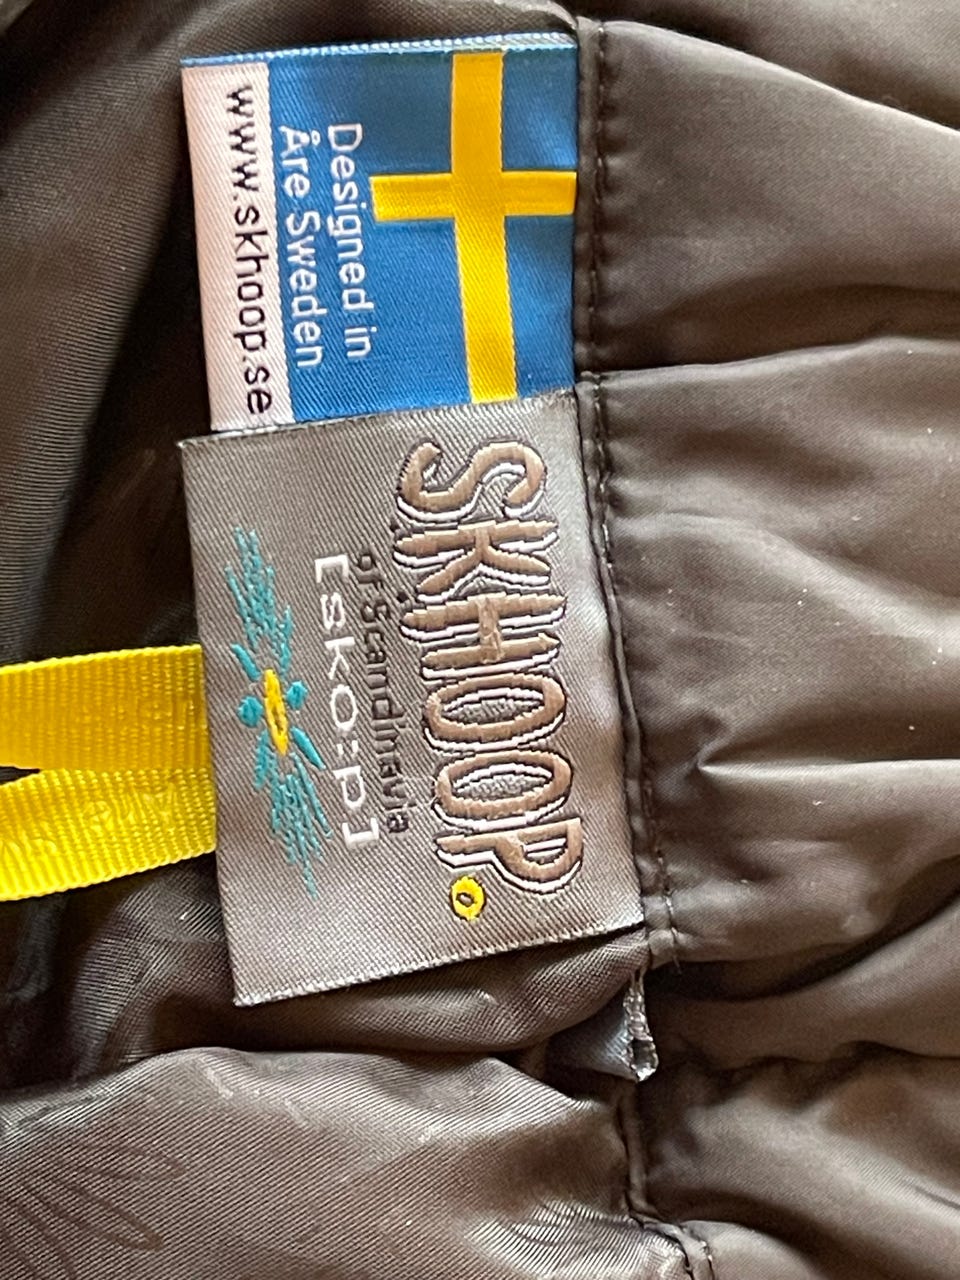 Designed in
Åre Sweden
www.skhoop.se
SKHOOP.
of Scandinavia
[sko:p]